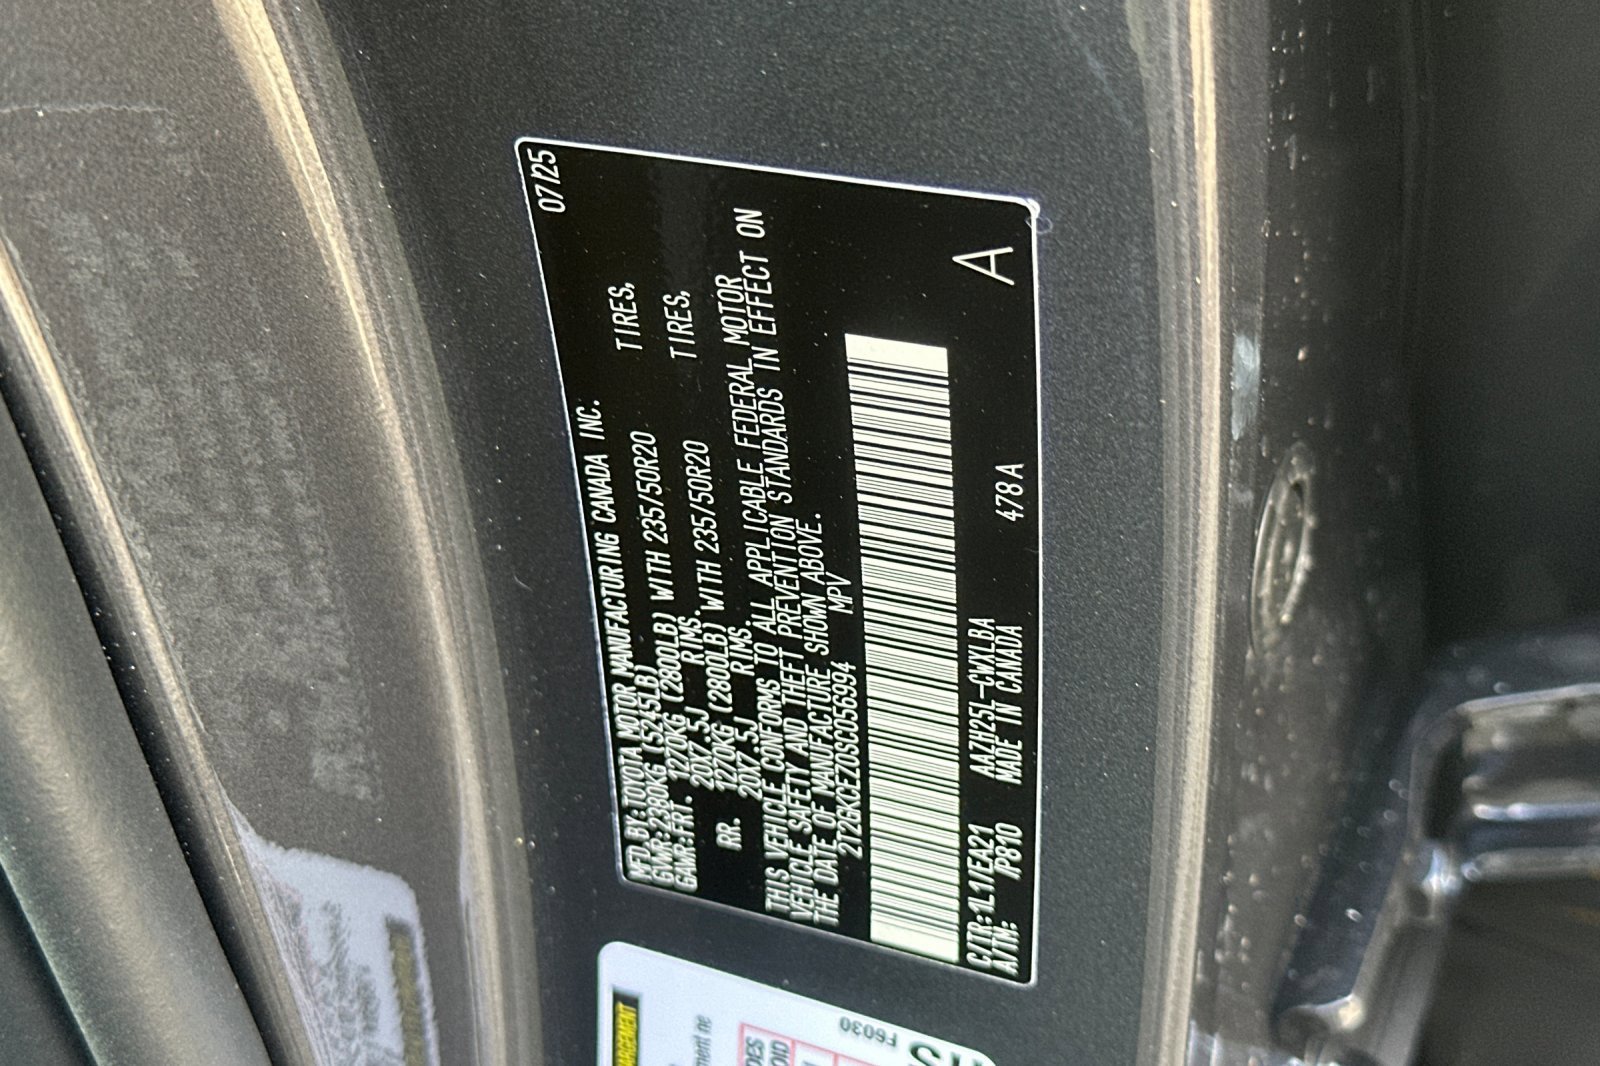 07/25
MFD.BY:TOYOTA MOTOR MANUFACTURING CANADA INC.
GVWR:2380KG (5245LB)
GAWR:FRT. 1270KG (2800LB) WITH 235/50R20 TIRES,
20X7.5J RIMS.
RR. 1270KG (2800LB) WITH 235/50R20 TIRES,
20X7.5J RIMS.
THIS VEHICLE CONFORMS TO ALL APPLICABLE FEDERAL MOTOR
VEHICLE SAFETY AND THEFT PREVENTION STANDARDS IN EFFECT ON
THE DATE OF MANUFACTURE SHOWN ABOVE.
2T2GKCEZ0SC056994 MPV
A
C/TR:1L1/EA21 AAZH25L-CWXLBA
A/TM: /P810 MADE IN CANADA 478A
F6030